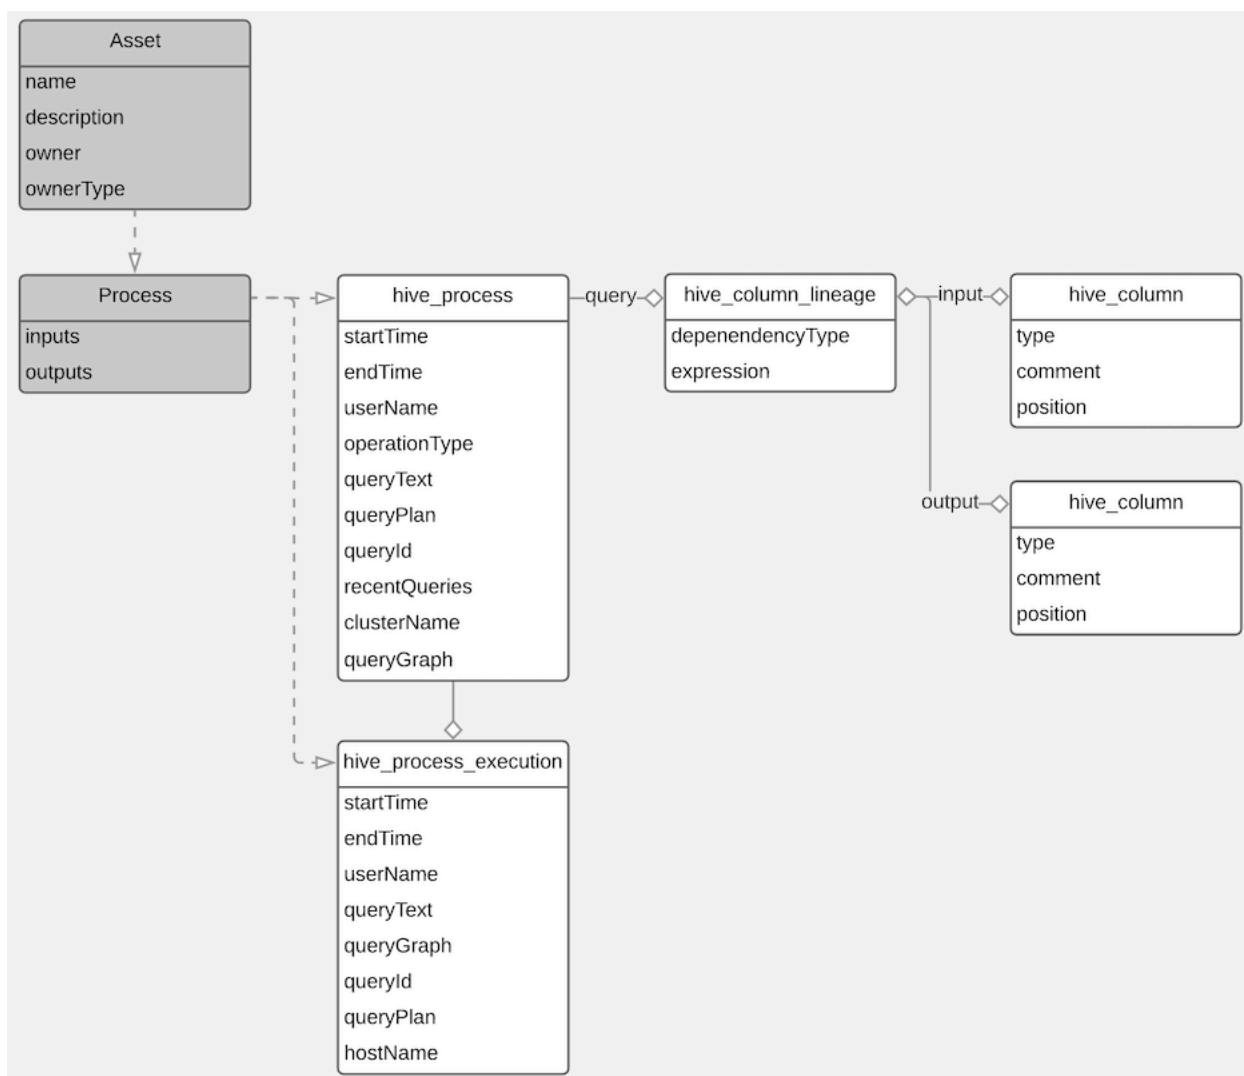 Asset
name
description
owner
ownerType
Process
inputs
outputs
hive_process
startTime
endTime
userName
operationType
queryText
queryPlan
queryId
recentQueries
clusterName
queryGraph
query
hive_column_lineage
depenendencyType
expression
input
hive_column
type
comment
position
output
hive_column
type
comment
position
hive_process_execution
startTime
endTime
userName
queryText
queryGraph
queryId
queryPlan
hostName